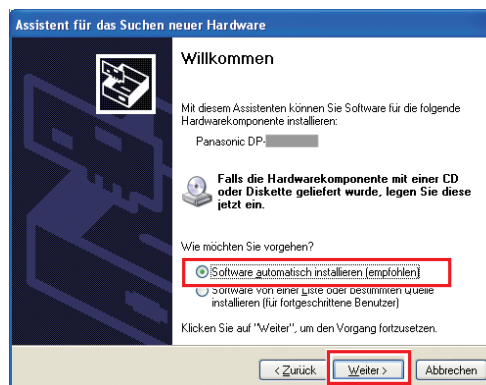 Assistent für das Suchen neuer Hardware
Willkommen
Mit diesem Assistenten können Sie Software für die folgende
Hardwarekomponente installieren:
Panasonic DP-
Falls die Hardwarekomponente mit einer CD
oder Diskette geliefert wurde, legen Sie diese
jetzt ein.
Wie möchten Sie vorgehen?
Software automatisch installieren (empfohlen)
Software von einer Liste oder bestimmten Quelle
installieren (für fortgeschrittene Benutzer)
Klicken Sie auf "Weiter", um den Vorgang fortzusetzen.
< Zurück Weiter > Abbrechen